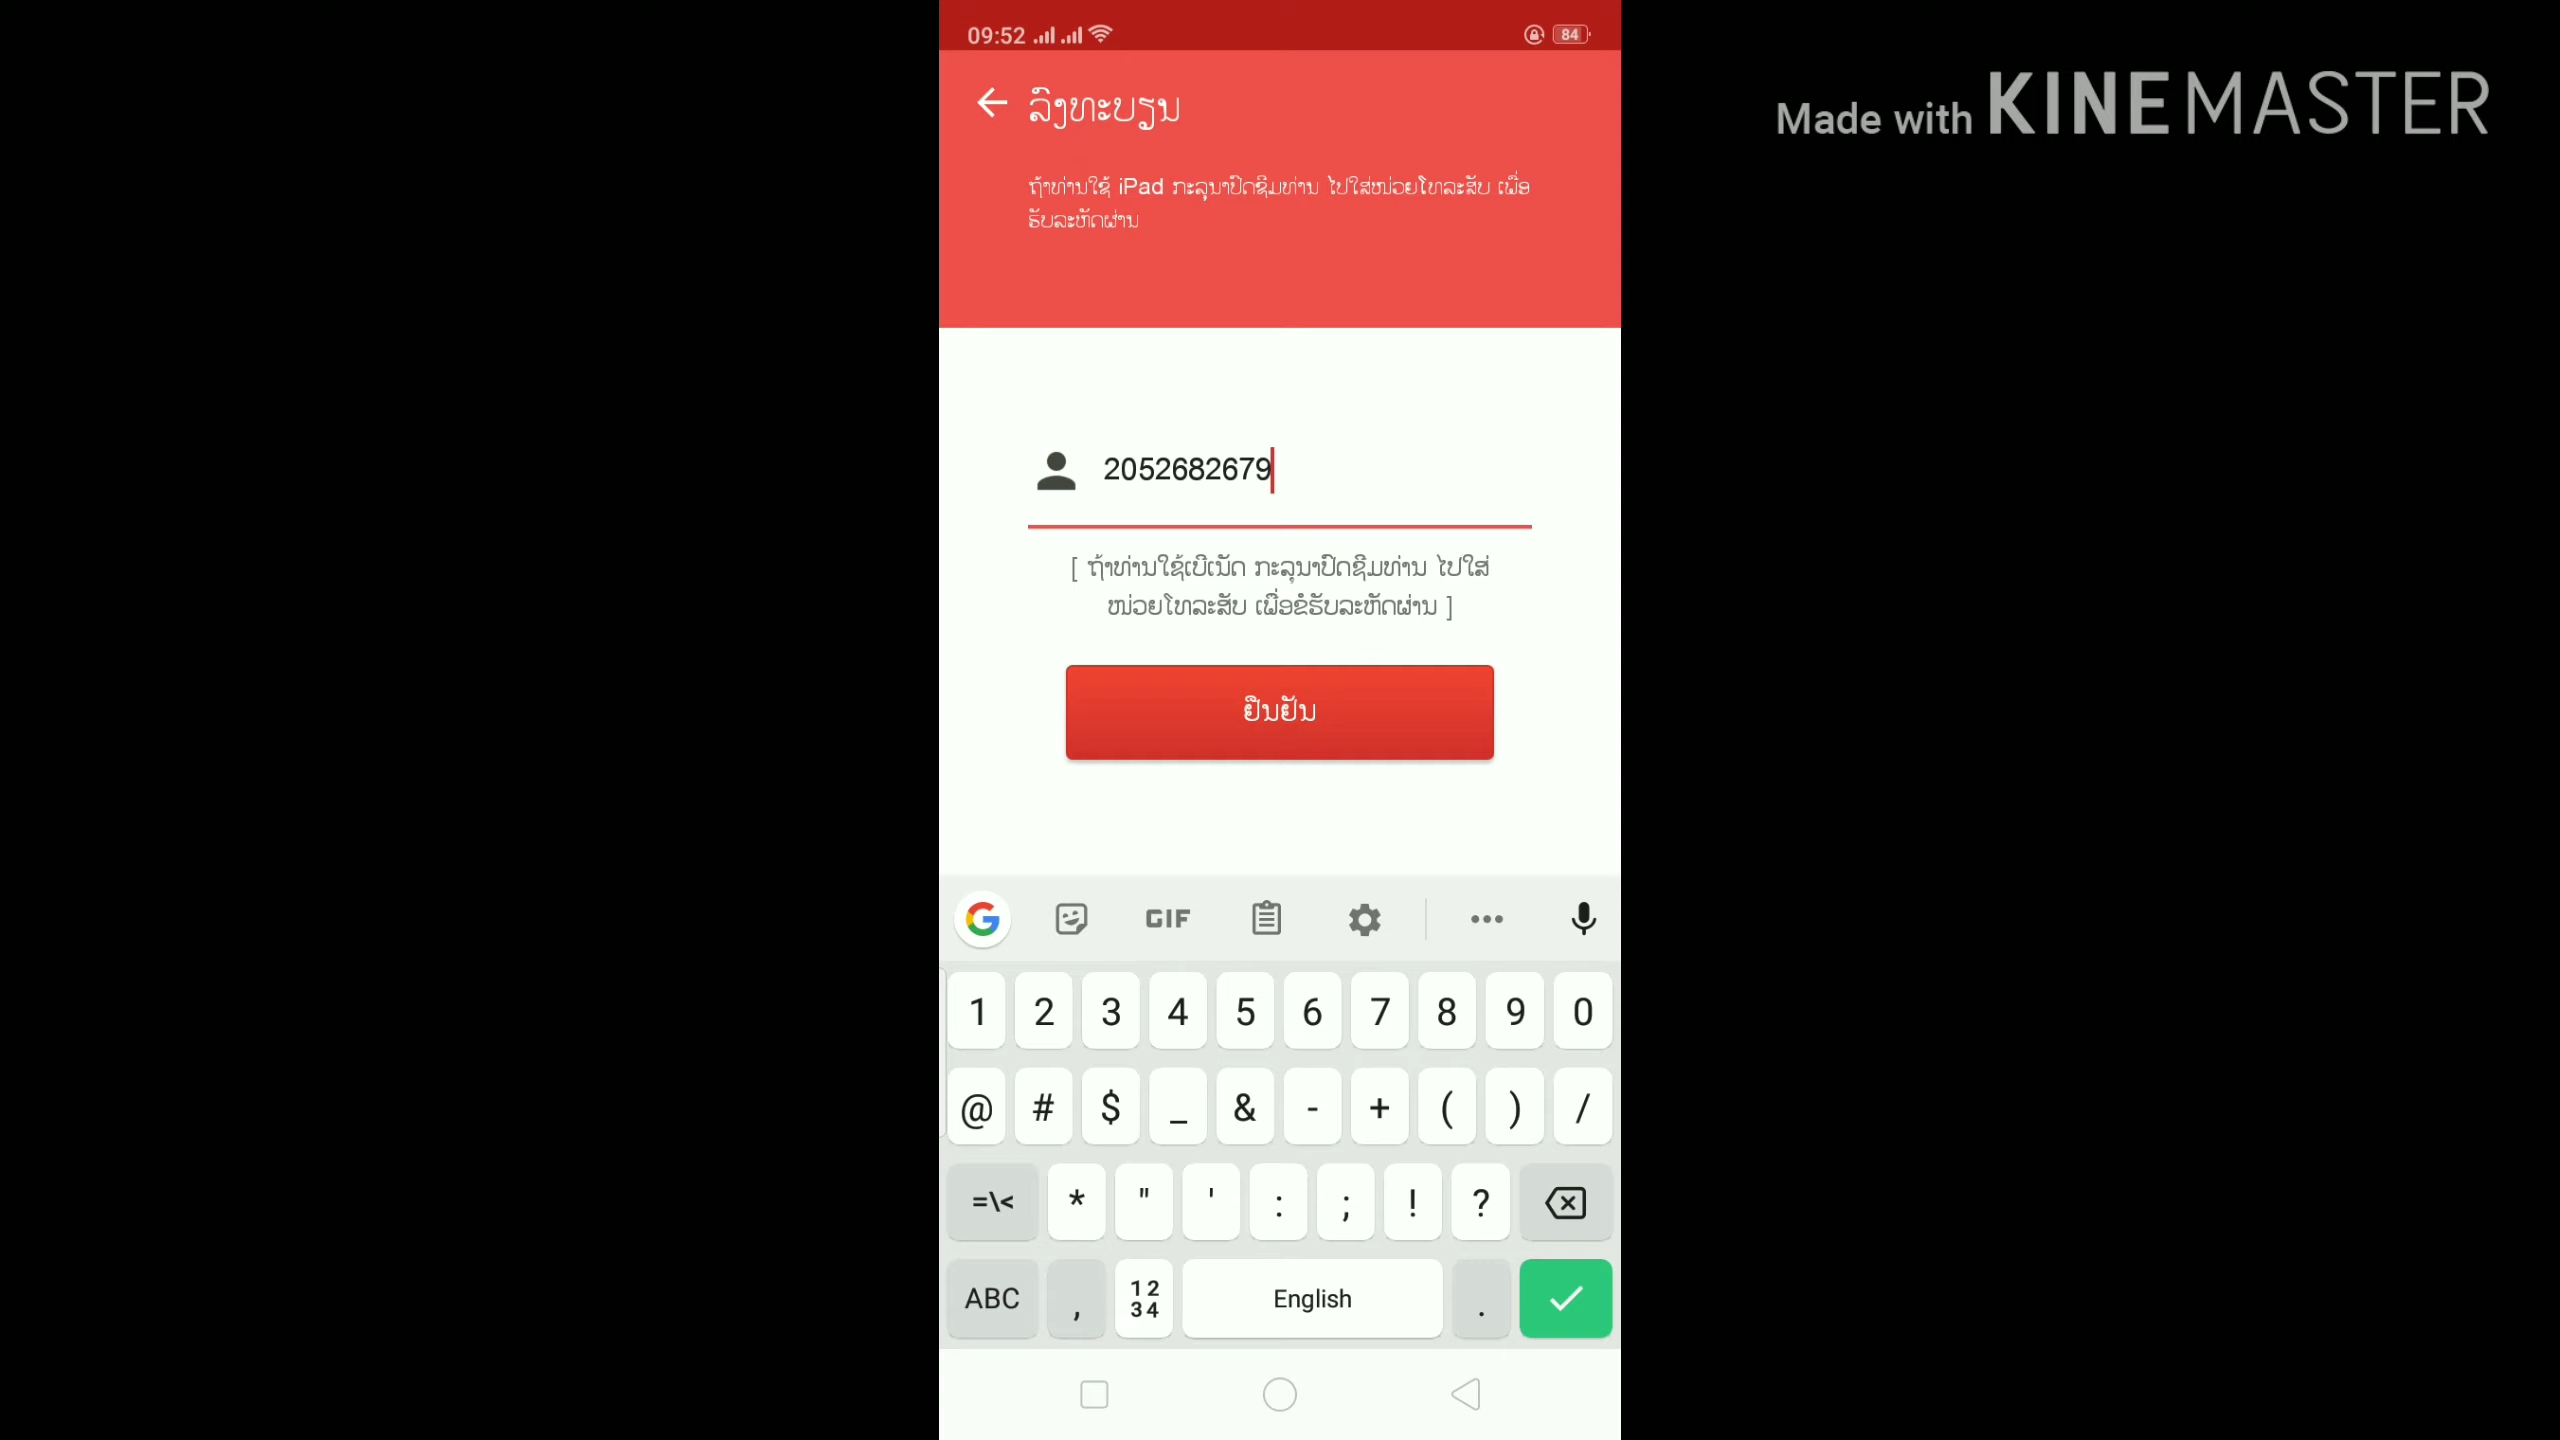 09:52
84
Made with KINEMASTER
ລົງທະບຽນ
ຖ້າທ່ານໃຊ້ iPad ກະລຸນາປົດຊິມທ່ານ ໄປໃສ່ໜ່ວຍໂທລະສັບ ເພື່ອ
ຮັບລະຫັດຜ່ານ
2052682679
[ ຖ້າທ່ານໃຊ້ເບີເນັດ ກະລຸນາປົດຊິມທ່ານ ໄປໃສ່
ໜ່ວຍໂທລະສັບ ເພື່ອຂໍຮັບລະຫັດຜ່ານ ]
ຢືນຢັນ
G GIF
1 2 3 4 5 6 7 8 9 0
@ # $ _ & - + ( ) /
=\< * " ' : ; ! ?
ABC , 12 34 English .